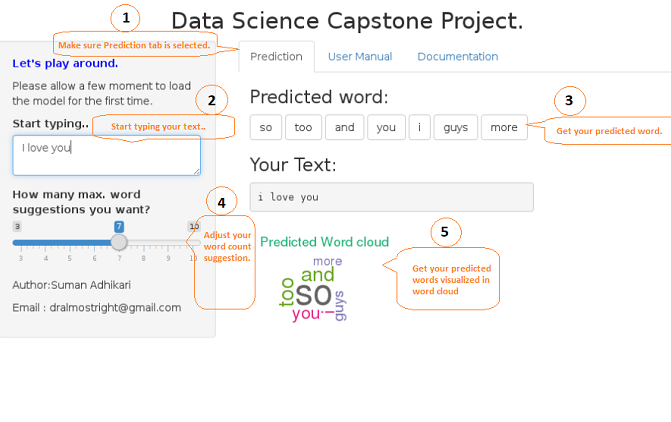 Data Science Capstone Project.
1
Make sure Prediction tab is selected.
Let's play around.
Please allow a few moment to load
the model for the first time.
2
Start typing..
Start typing your text..
I love you
How many max. word
suggestions you want?
3 7 10
3 4 5 6 7 8 9 10
4
Adjust your
word count
suggestion.
Author:Suman Adhikari
Email : dralmostright@gmail.com
Prediction User Manual Documentation
Predicted word:
so too and you i guys more
3
Get your predicted word.
Your Text:
i love you
Predicted Word cloud
more
and
too
so
you
i
guys
5
Get your predicted
words visualized in
word cloud